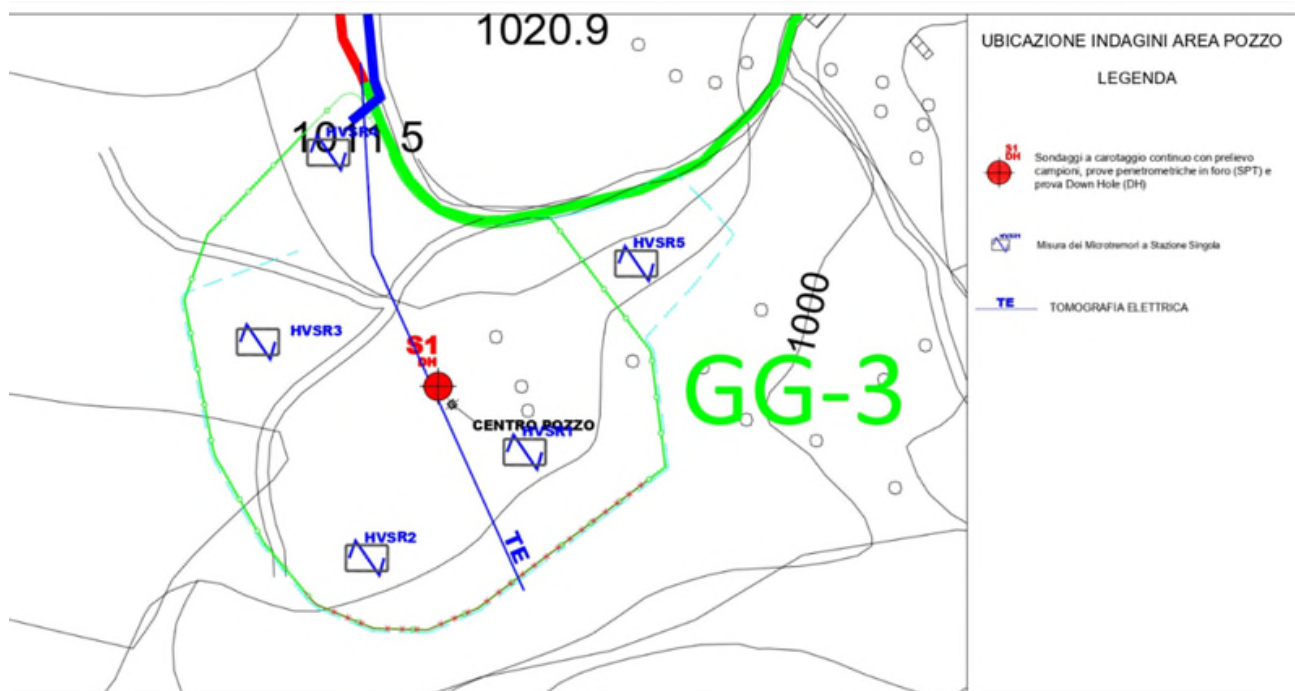 1020.9
HVSR4
1011.5
HVSR5
HVSR3
S1
DH
1000
GG-3
CENTRO POZZO
HVSR1
HVSR2
TE
UBICAZIONE INDAGINI AREA POZZO
LEGENDA
S1
DH
Sondaggi a carotaggio continuo con prelievo
campioni, prove penetrometriche in foro (SPT) e
prova Down Hole (DH)
Misura dei Microtremori a Stazione Singola
TE
TOMOGRAFIA ELETTRICA